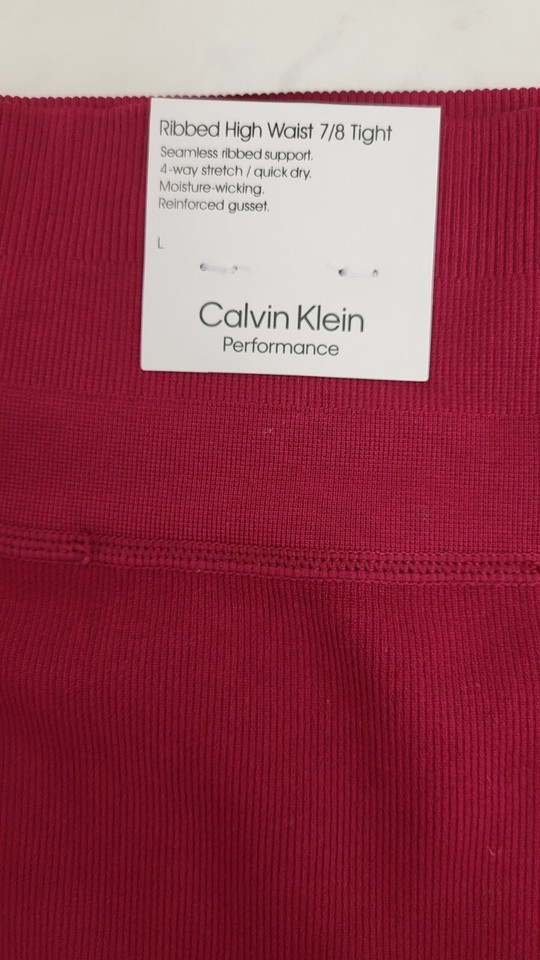 Ribbed High Waist 7/8 Tight
Seamless ribbed support.
4-way stretch / quick dry.
Moisture-wicking.
Reinforced gusset.
L
Calvin Klein
Performance